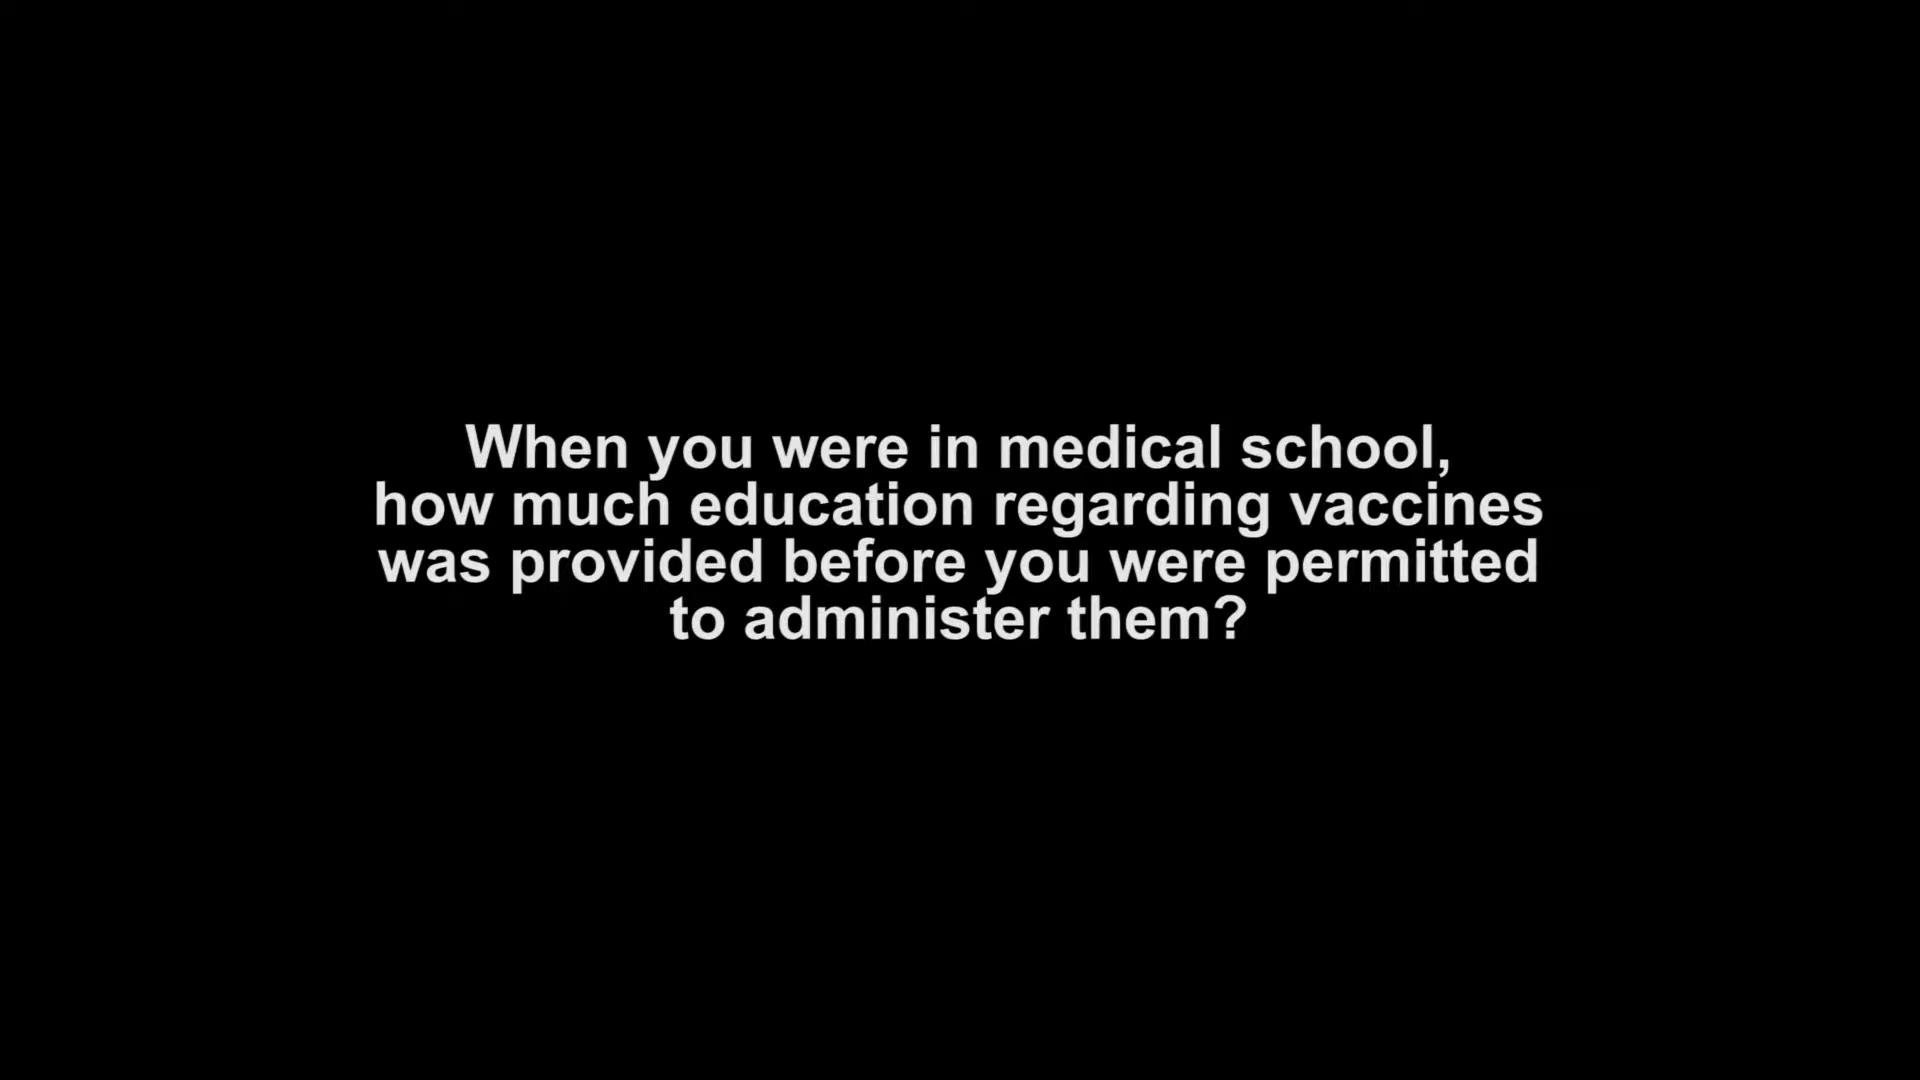 When you were in medical school,
how much education regarding vaccines
was provided before you were permitted
to administer them?